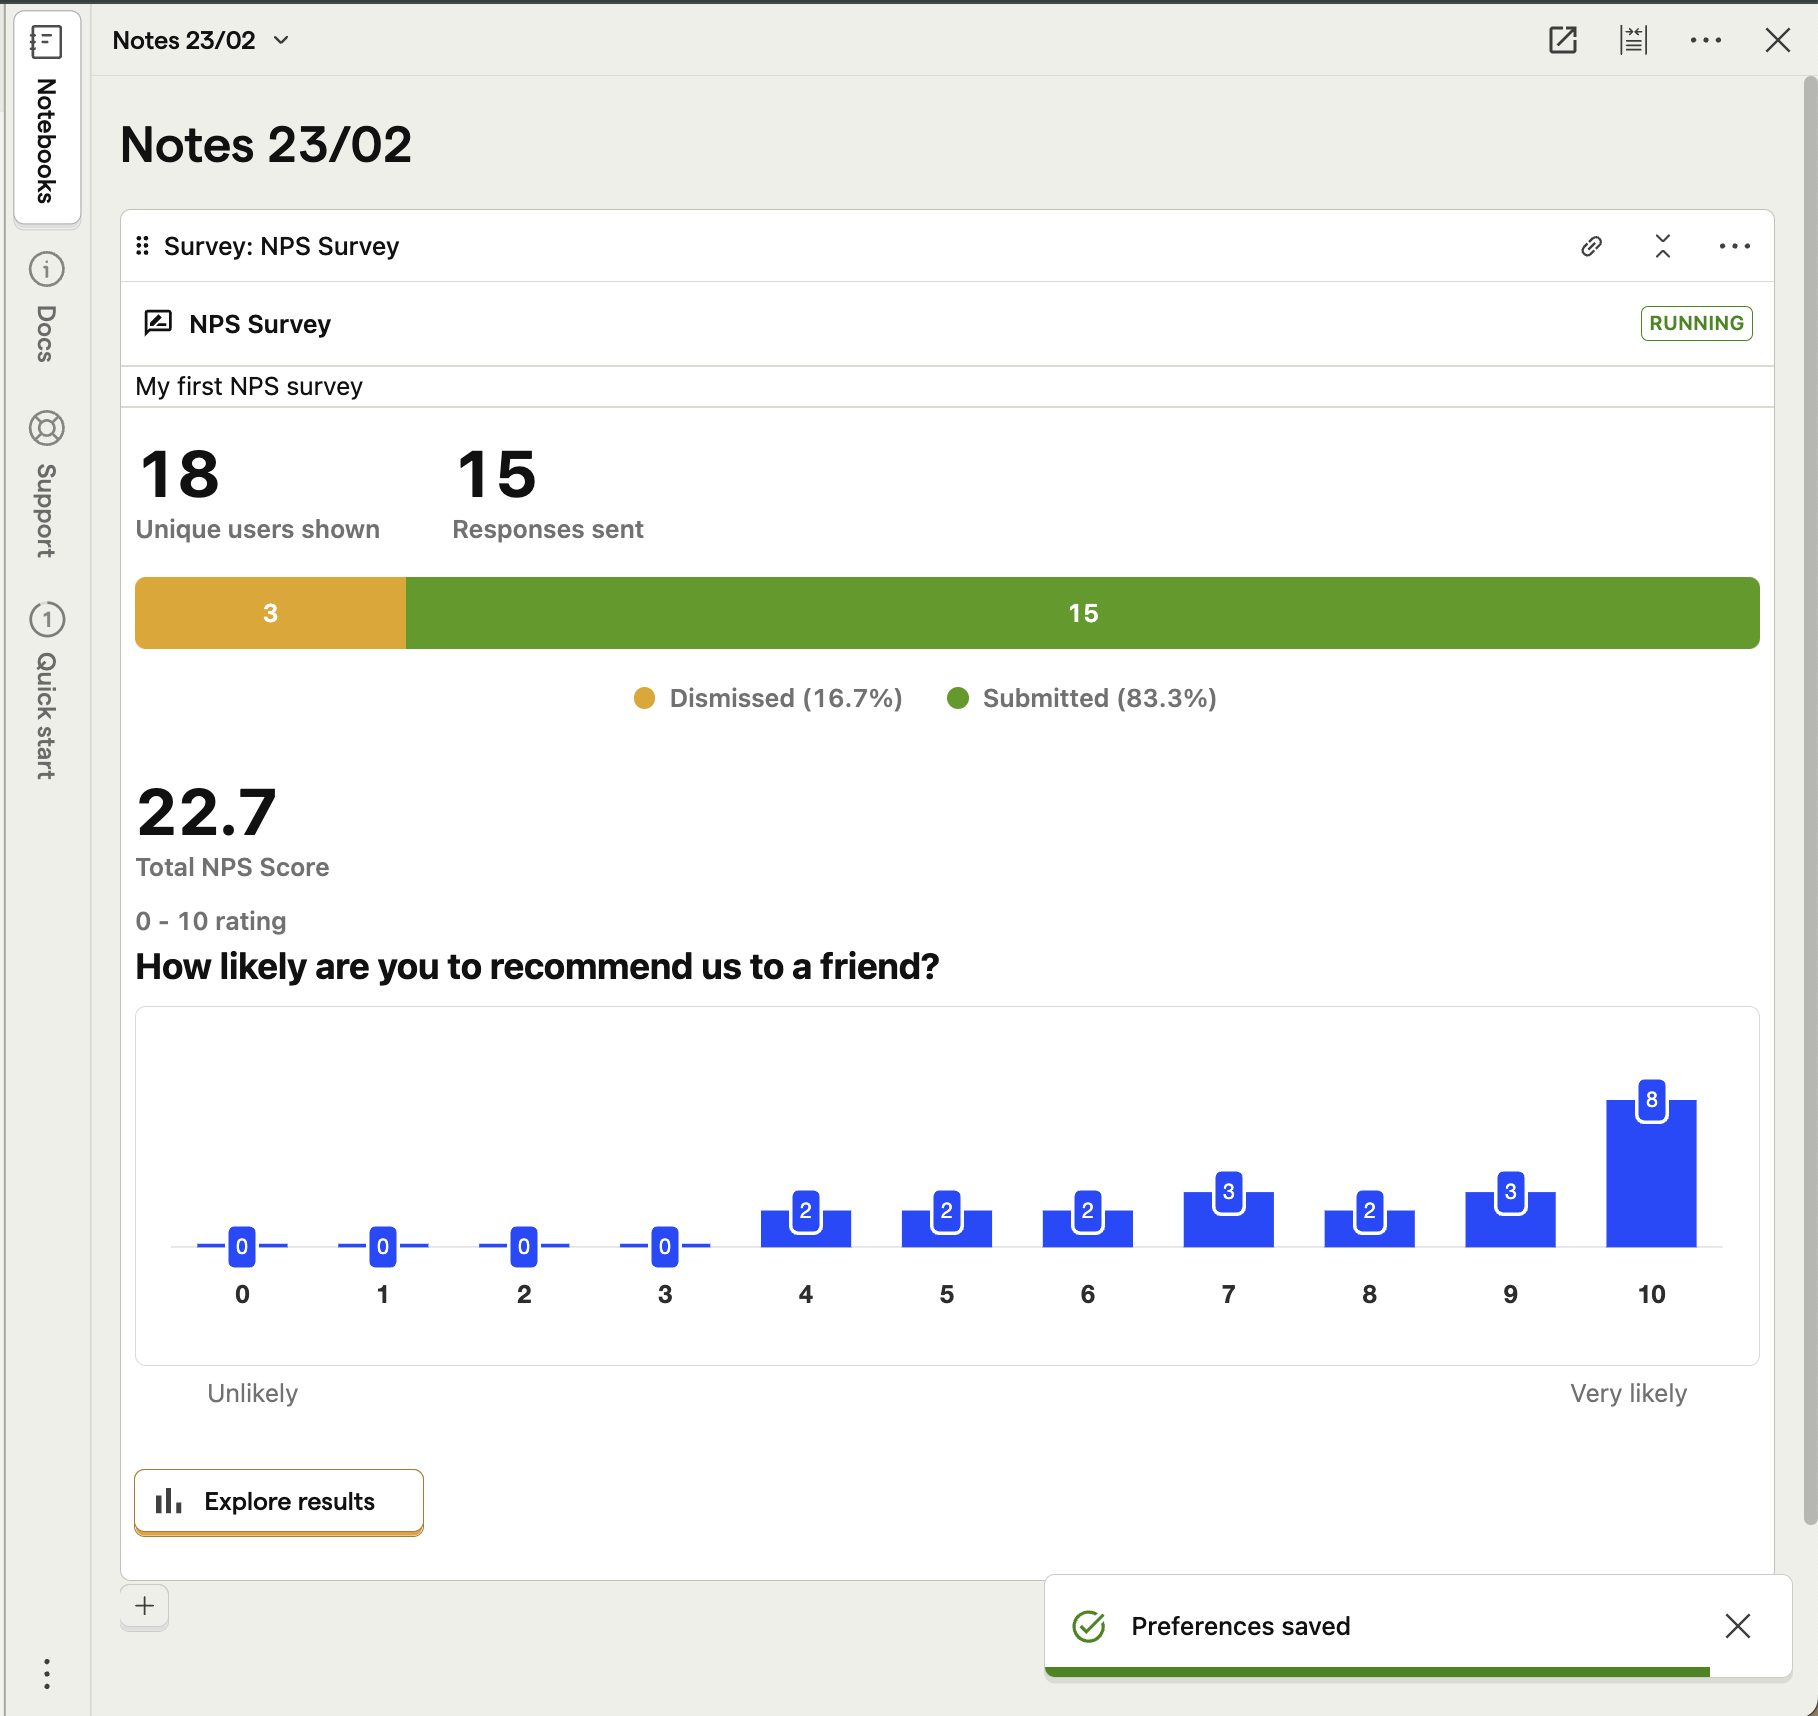 Notebooks
Docs
Support
1
Quick start
Notes 23/02
Notes 23/02
Survey: NPS Survey
NPS Survey
RUNNING
My first NPS survey
18 15
Unique users shown Responses sent
3 15
Dismissed (16.7%) Submitted (83.3%)
22.7
Total NPS Score
0 - 10 rating
How likely are you to recommend us to a friend?
0 0 0 0 2 2 2 3 2 3 8
0 1 2 3 4 5 6 7 8 9 10
Unlikely Very likely
Explore results
Preferences saved